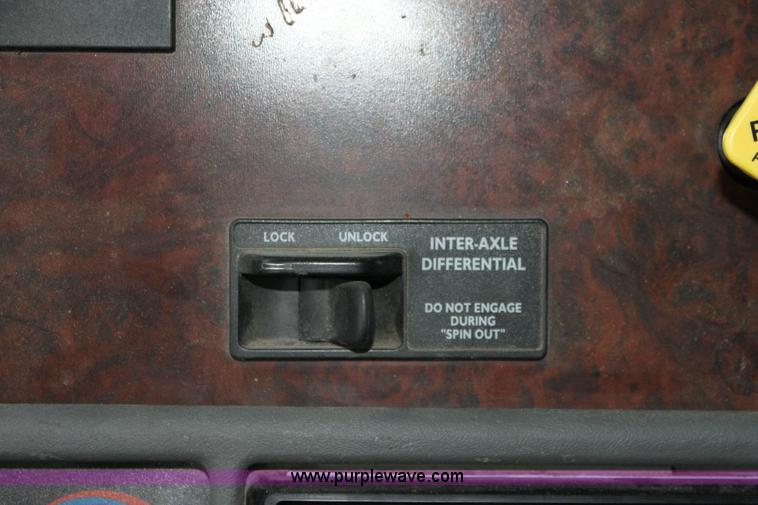 LOCK UNLOCK
INTER-AXLE
DIFFERENTIAL
DO NOT ENGAGE
DURING
"SPIN OUT"
www.purplewave.com